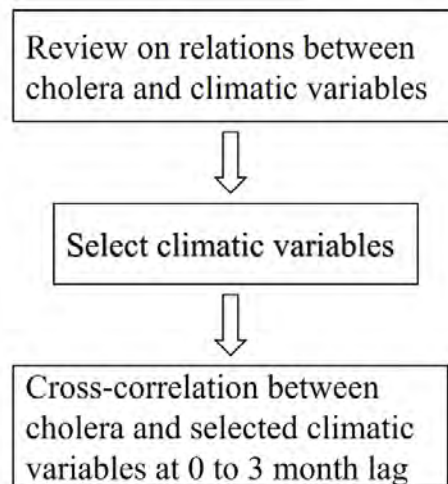 Review on relations between
cholera and climatic variables
Select climatic variables
Cross-correlation between
cholera and selected climatic
variables at 0 to 3 month lag